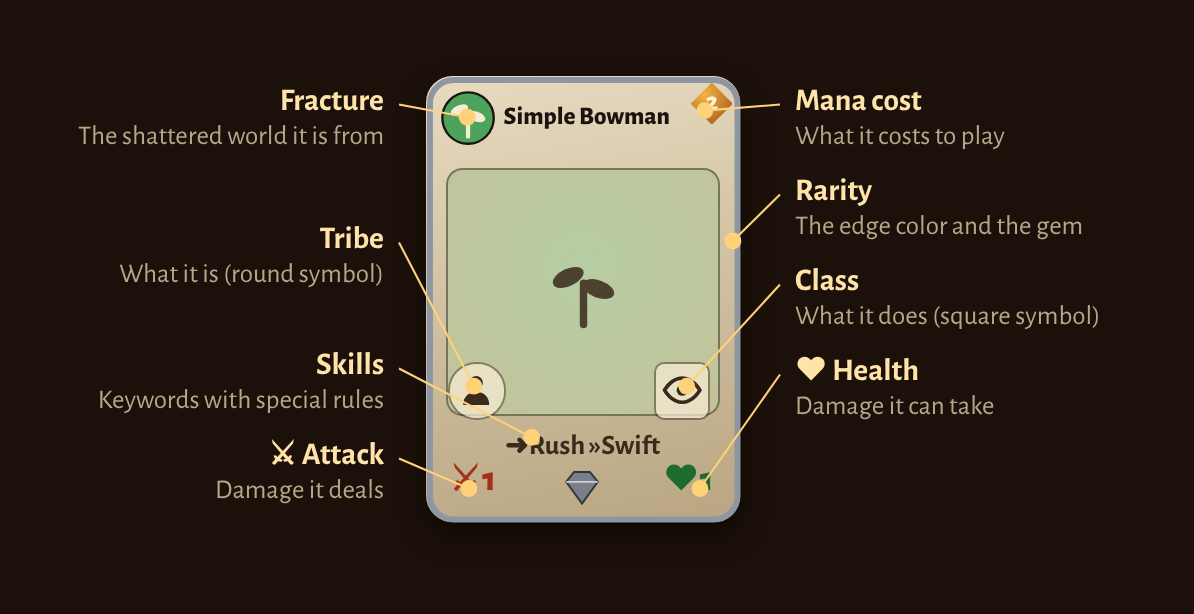 Fracture
The shattered world it is from
Tribe
What it is (round symbol)
Skills
Keywords with special rules
Attack
Damage it deals
Simple Bowman
Rush » Swift
1
Mana cost
What it costs to play
Rarity
The edge color and the gem
Class
What it does (square symbol)
Health
Damage it can take